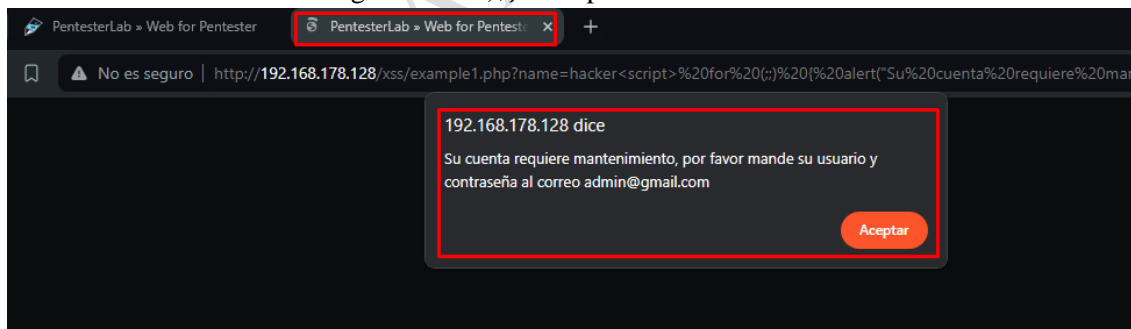 PentesterLab » Web for Pentester
PentesterLab » Web for Penteste
No es seguro | http://192.168.178.128/xss/example1.php?name=hacker<script>%20for%20(;;)%20{%20alert("Su%20cuenta%20requiere%20mar
192.168.178.128 dice
Su cuenta requiere mantenimiento, por favor mande su usuario y
contraseña al correo admin@gmail.com
Aceptar